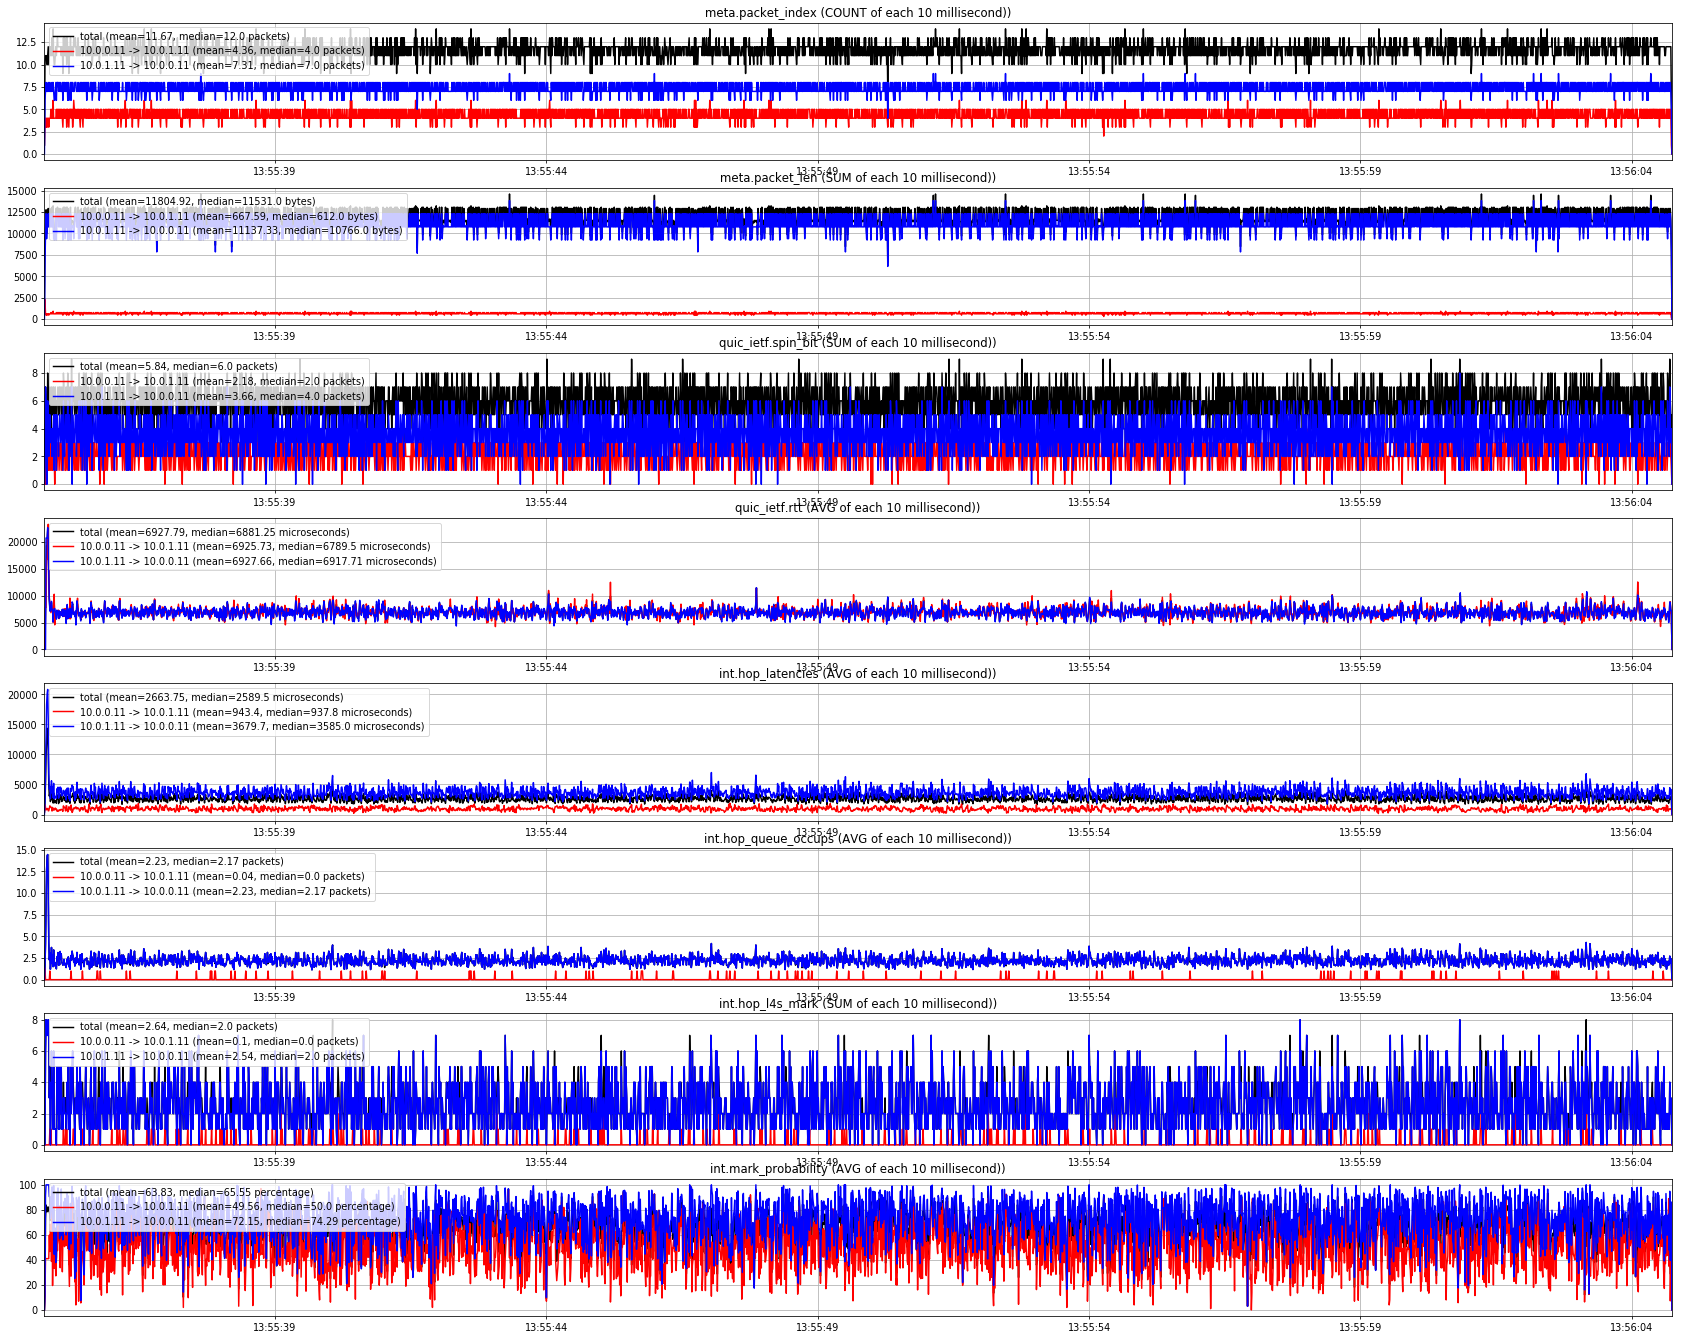 meta.packet_index (COUNT of each 10 millisecond))
total (mean=11.67, median=12.0 packets)
10.0.0.11 -> 10.0.1.11 (mean=4.36, median=4.0 packets)
10.0.1.11 -> 10.0.0.11 (mean=7.31, median=7.0 packets)
12.5
10.0
7.5
5.0
2.5
0.0
13:55:39 13:55:44 13:55:49 13:55:54 13:55:59 13:56:04
meta.packet_len (SUM of each 10 millisecond))
total (mean=11804.92, median=11531.0 bytes)
10.0.0.11 -> 10.0.1.11 (mean=667.59, median=612.0 bytes)
10.0.1.11 -> 10.0.0.11 (mean=11137.33, median=10766.0 bytes)
15000
12500
10000
7500
5000
2500
0
13:55:39 13:55:44 13:55:49 13:55:54 13:55:59 13:56:04
quic_ietf.spin_bit (SUM of each 10 millisecond))
total (mean=5.84, median=6.0 packets)
10.0.0.11 -> 10.0.1.11 (mean=2.18, median=2.0 packets)
10.0.1.11 -> 10.0.0.11 (mean=3.66, median=4.0 packets)
8
6
4
2
0
13:55:39 13:55:44 13:55:49 13:55:54 13:55:59 13:56:04
quic_ietf.rtt (AVG of each 10 millisecond))
total (mean=6927.79, median=6881.25 microseconds)
10.0.0.11 -> 10.0.1.11 (mean=6925.73, median=6789.5 microseconds)
10.0.1.11 -> 10.0.0.11 (mean=6927.66, median=6917.71 microseconds)
20000
15000
10000
5000
0
13:55:39 13:55:44 13:55:49 13:55:54 13:55:59 13:56:04
int.hop_latencies (AVG of each 10 millisecond))
total (mean=2663.75, median=2589.5 microseconds)
10.0.0.11 -> 10.0.1.11 (mean=943.4, median=937.8 microseconds)
10.0.1.11 -> 10.0.0.11 (mean=3679.7, median=3585.0 microseconds)
20000
15000
10000
5000
0
13:55:39 13:55:44 13:55:49 13:55:54 13:55:59 13:56:04
int.hop_queue_occups (AVG of each 10 millisecond))
total (mean=2.23, median=2.17 packets)
10.0.0.11 -> 10.0.1.11 (mean=0.04, median=0.0 packets)
10.0.1.11 -> 10.0.0.11 (mean=2.23, median=2.17 packets)
15.0
12.5
10.0
7.5
5.0
2.5
0.0
13:55:39 13:55:44 13:55:49 13:55:54 13:55:59 13:56:04
int.hop_l4s_mark (SUM of each 10 millisecond))
total (mean=2.64, median=2.0 packets)
10.0.0.11 -> 10.0.1.11 (mean=0.1, median=0.0 packets)
10.0.1.11 -> 10.0.0.11 (mean=2.54, median=2.0 packets)
8
6
4
2
0
13:55:39 13:55:44 13:55:49 13:55:54 13:55:59 13:56:04
int.mark_probability (AVG of each 10 millisecond))
total (mean=63.83, median=65.55 percentage)
10.0.0.11 -> 10.0.1.11 (mean=49.56, median=50.0 percentage)
10.0.1.11 -> 10.0.0.11 (mean=72.15, median=74.29 percentage)
100
80
60
40
20
0
13:55:39 13:55:44 13:55:49 13:55:54 13:55:59 13:56:04